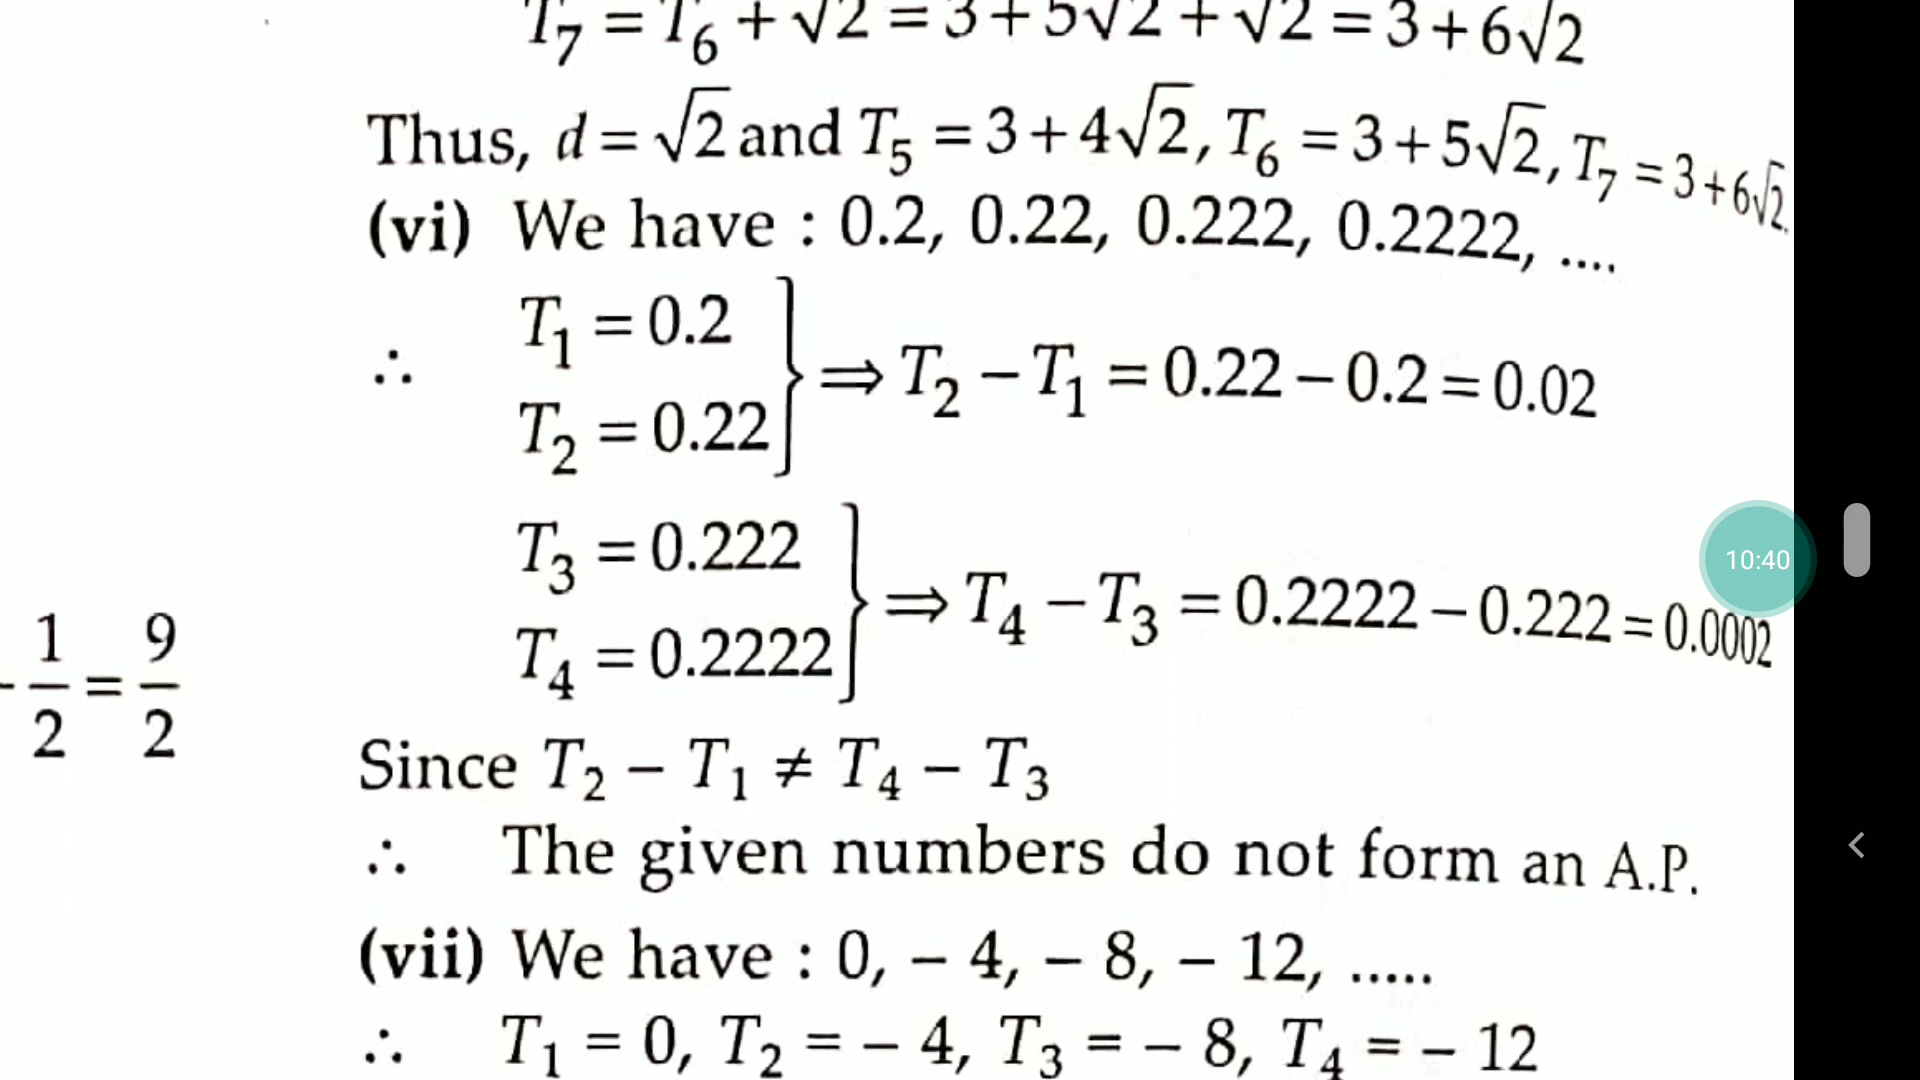 T₇ = T₆ + √2 = 3 + 5√2 + √2 = 3 + 6√2
Thus, d = √2 and T₅ = 3 + 4√2, T₆ = 3 + 5√2, T₇ = 3 + 6√2.
(vi) We have : 0.2, 0.22, 0.222, 0.2222, ....
∴ T₁ = 0.2
T₂ = 0.22 } ⇒ T₂ − T₁ = 0.22 − 0.2 = 0.02
T₃ = 0.222
T₄ = 0.2222 } ⇒ T₄ − T₃ = 0.2222 − 0.222 = 0.0002
10:40
- 1/2 = 9/2
Since T₂ − T₁ ≠ T₄ − T₃
∴ The given numbers do not form an A.P.
(vii) We have : 0, − 4, − 8, − 12, .....
∴ T₁ = 0, T₂ = − 4, T₃ = − 8, T₄ = − 12